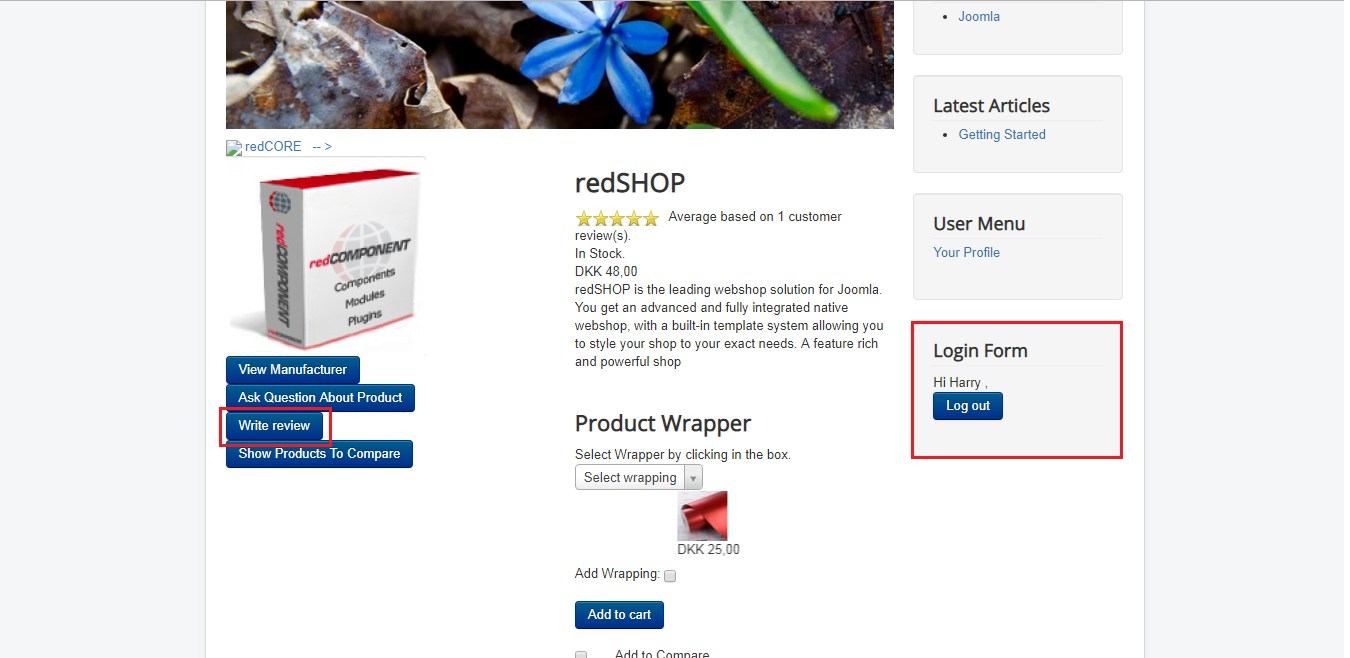 Joomla
Latest Articles
Getting Started
User Menu
Your Profile
Login Form
Hi Harry ,
Log out
redCORE -- >
redCOMPONENT
redCOMPONENT
Components
Modules
Plugins
View Manufacturer
Ask Question About Product
Write review
Show Products To Compare
redSHOP
Average based on 1 customer
review(s).
In Stock.
DKK 48,00
redSHOP is the leading webshop solution for Joomla.
You get an advanced and fully integrated native
webshop, with a built-in template system allowing you
to style your shop to your exact needs. A feature rich
and powerful shop
Product Wrapper
Select Wrapper by clicking in the box.
Select wrapping
DKK 25,00
Add Wrapping:
Add to cart
Add to Compare